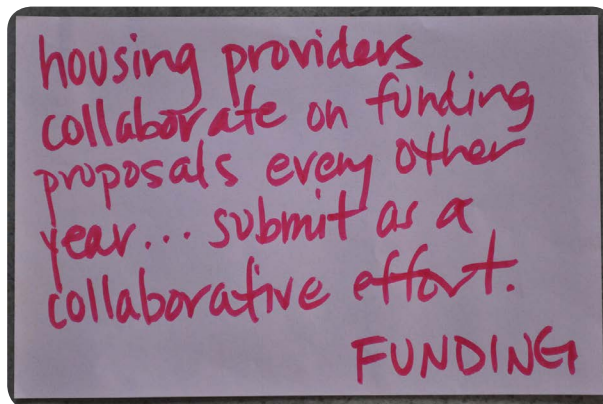 housing providers
collaborate on funding
proposals every other
year... submit as a
collaborative effort.
FUNDING